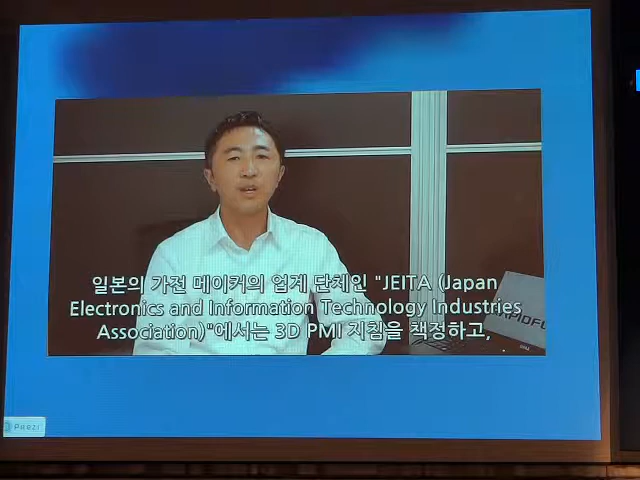 일본의 가전 메이커의 업계 단체인 "JEITA (Japan
Electronics and Information Technology Industries
Association)"에서는 3D PMI 지침을 책정하고,
Prezi